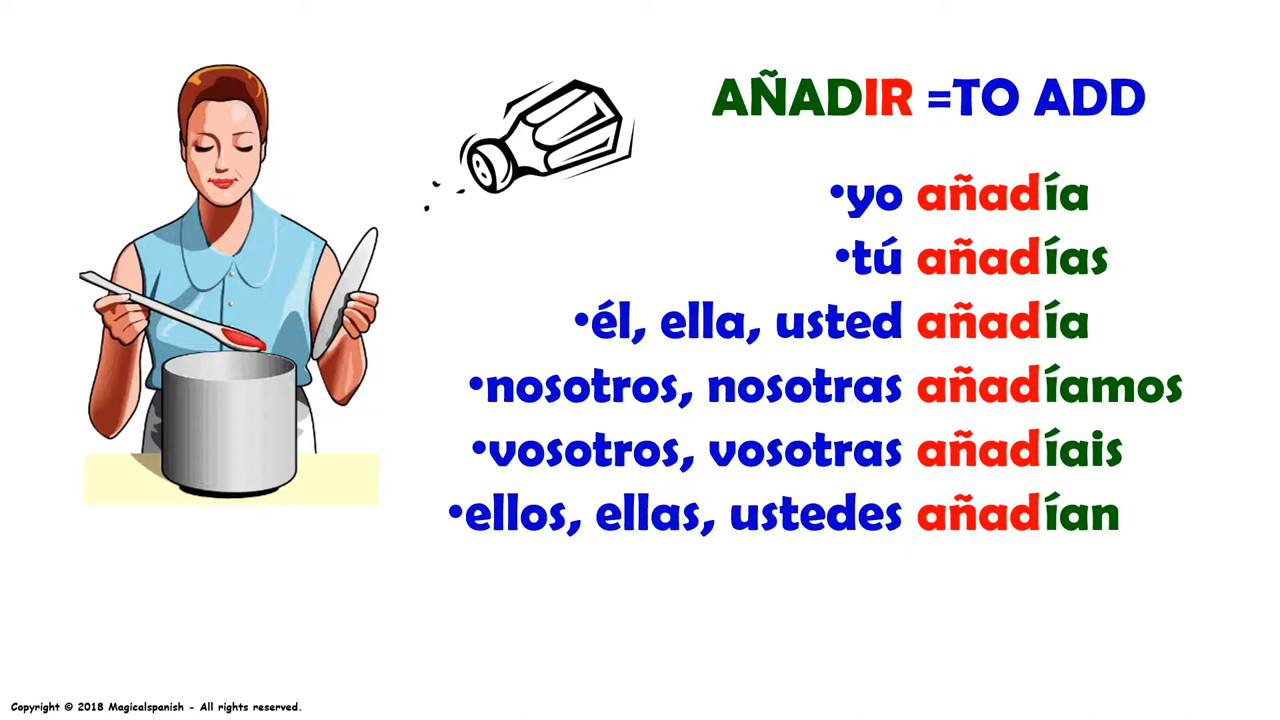 AÑADIR =TO ADD
•yo añadía
•tú añadías
•él, ella, usted añadía
•nosotros, nosotras añadíamos
•vosotros, vosotras añadíais
•ellos, ellas, ustedes añadían
Copyright © 2018 Magicalspanish - All rights reserved.